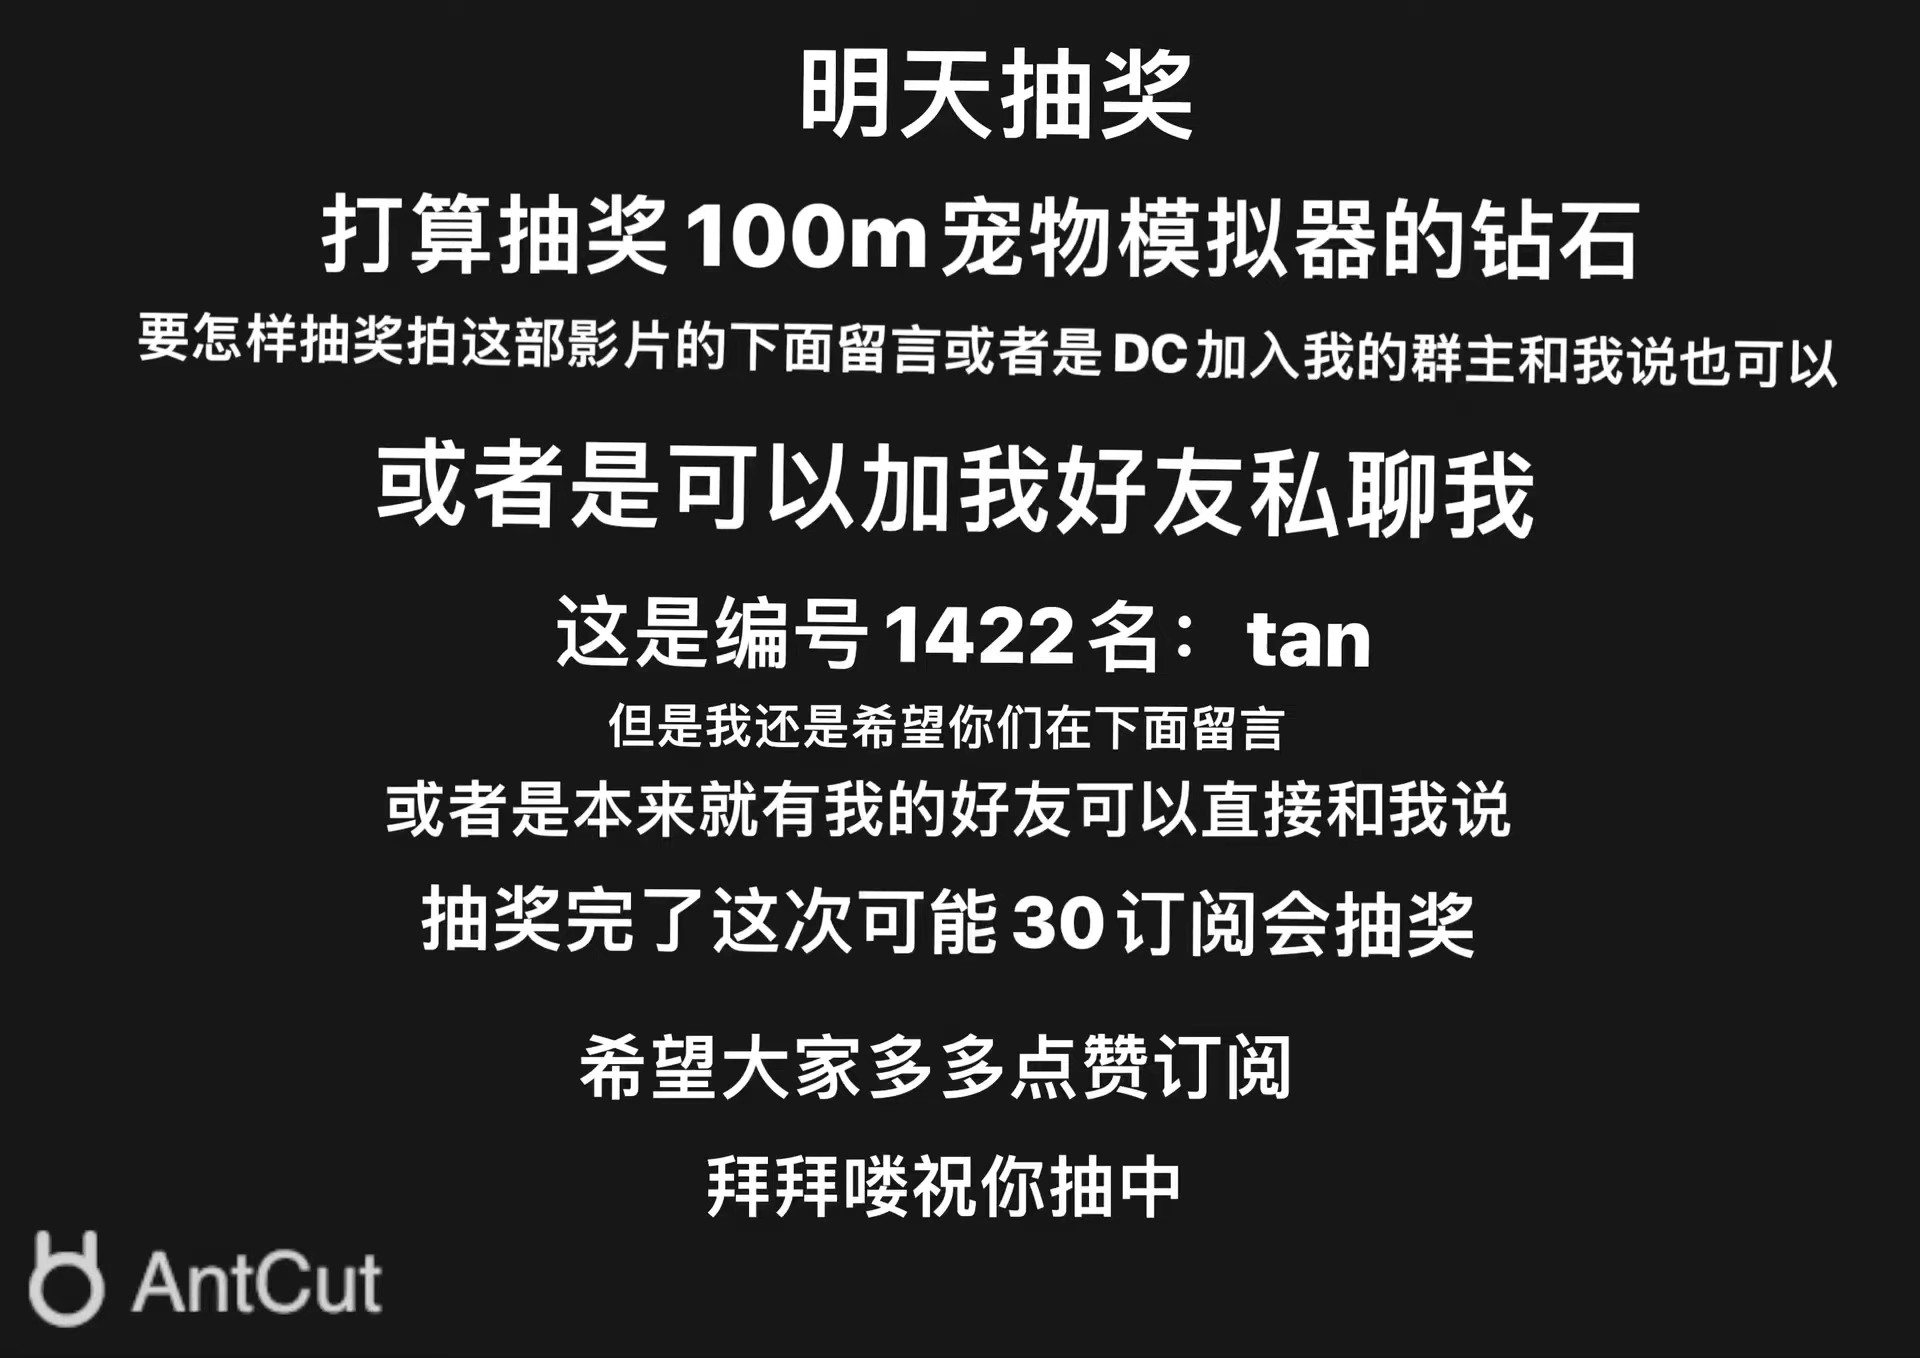 明天抽奖
打算抽奖100m宠物模拟器的钻石
要怎样抽奖拍这部影片的下面留言或者是DC加入我的群主和我说也可以
或者是可以加我好友私聊我
这是编号1422名：tan
但是我还是希望你们在下面留言
或者是本来就有我的好友可以直接和我说
抽奖完了这次可能30订阅会抽奖
希望大家多多点赞订阅
拜拜喽祝你抽中
AntCut